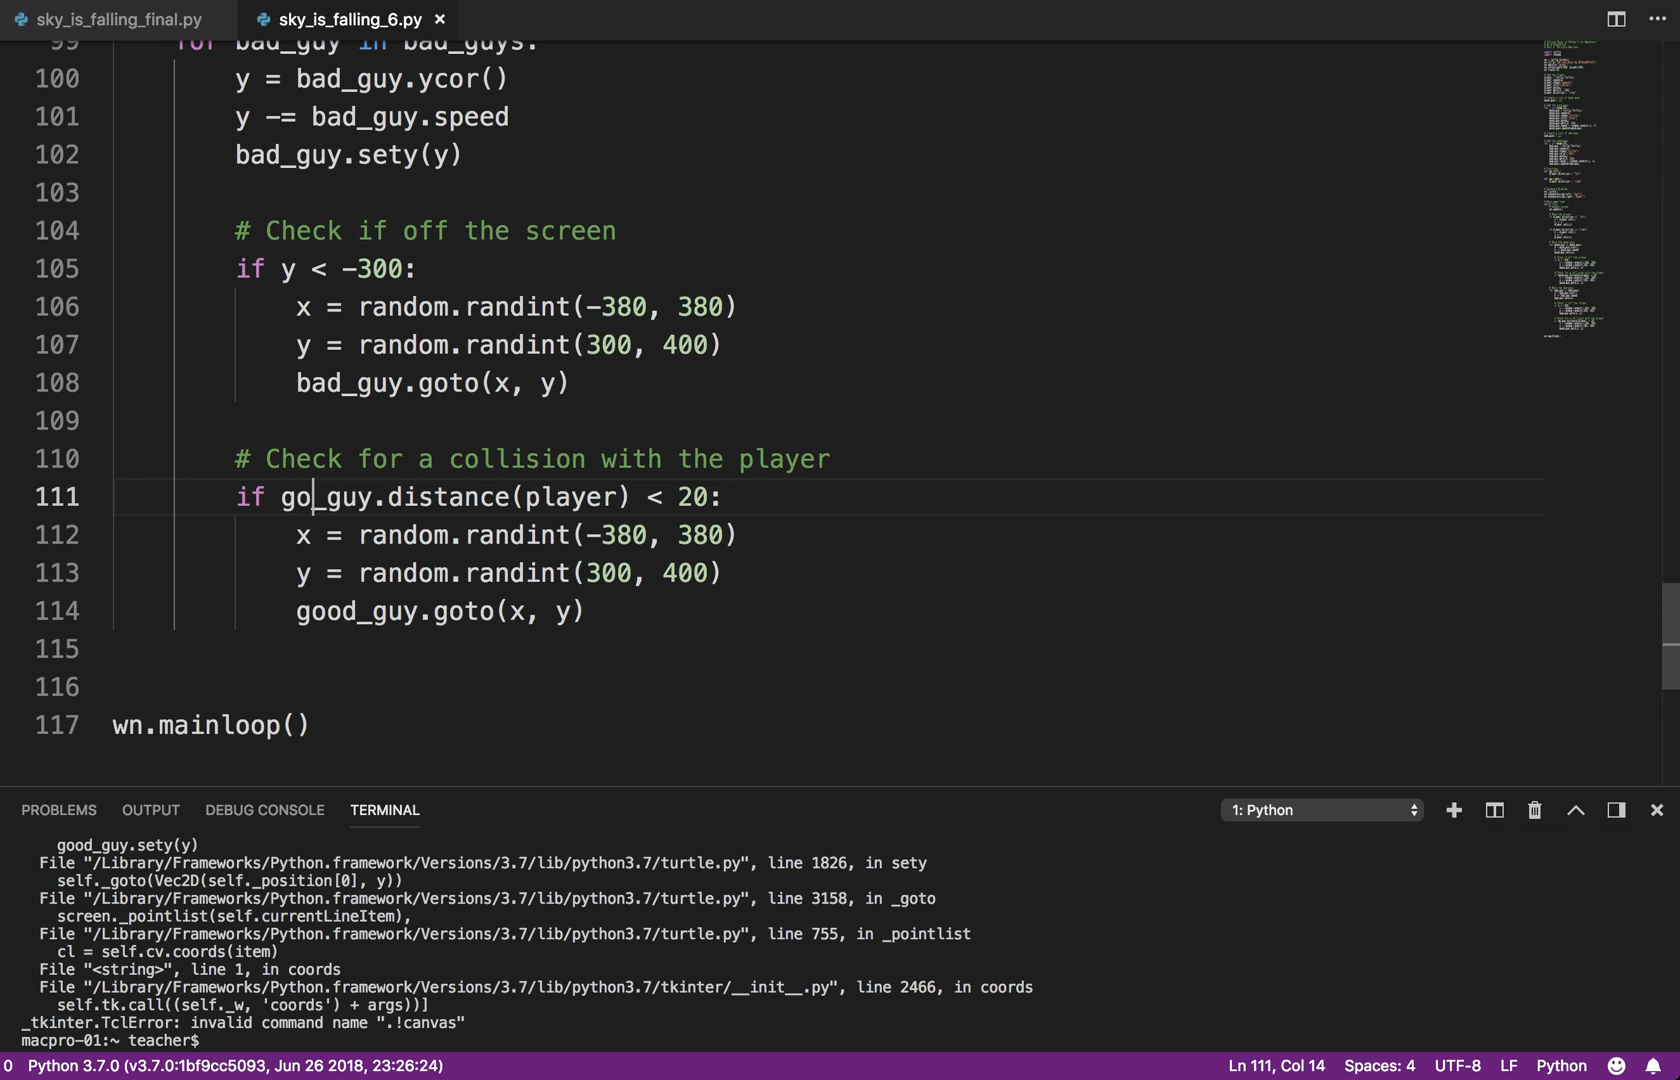 sky_is_falling_final.py sky_is_falling_6.py
99 for bad_guy in bad_guys:
100 y = bad_guy.ycor()
101 y -= bad_guy.speed
102 bad_guy.sety(y)
103
104 # Check if off the screen
105 if y < -300:
106 x = random.randint(-380, 380)
107 y = random.randint(300, 400)
108 bad_guy.goto(x, y)
109
110 # Check for a collision with the player
111 if go_guy.distance(player) < 20:
112 x = random.randint(-380, 380)
113 y = random.randint(300, 400)
114 good_guy.goto(x, y)
115
116
117 wn.mainloop()
PROBLEMS OUTPUT DEBUG CONSOLE TERMINAL 1: Python
good_guy.sety(y)
File "/Library/Frameworks/Python.framework/Versions/3.7/lib/python3.7/turtle.py", line 1826, in sety
self._goto(Vec2D(self._position[0], y))
File "/Library/Frameworks/Python.framework/Versions/3.7/lib/python3.7/turtle.py", line 3158, in _goto
screen._pointlist(self.currentLineItem),
File "/Library/Frameworks/Python.framework/Versions/3.7/lib/python3.7/turtle.py", line 755, in _pointlist
cl = self.cv.coords(item)
File "<string>", line 1, in coords
File "/Library/Frameworks/Python.framework/Versions/3.7/lib/python3.7/tkinter/__init__.py", line 2466, in coords
self.tk.call((self._w, 'coords') + args))]
_tkinter.TclError: invalid command name ".!canvas"
macpro-01:~ teacher$
0 Python 3.7.0 (v3.7.0:1bf9cc5093, Jun 26 2018, 23:26:24) Ln 111, Col 14 Spaces: 4 UTF-8 LF Python